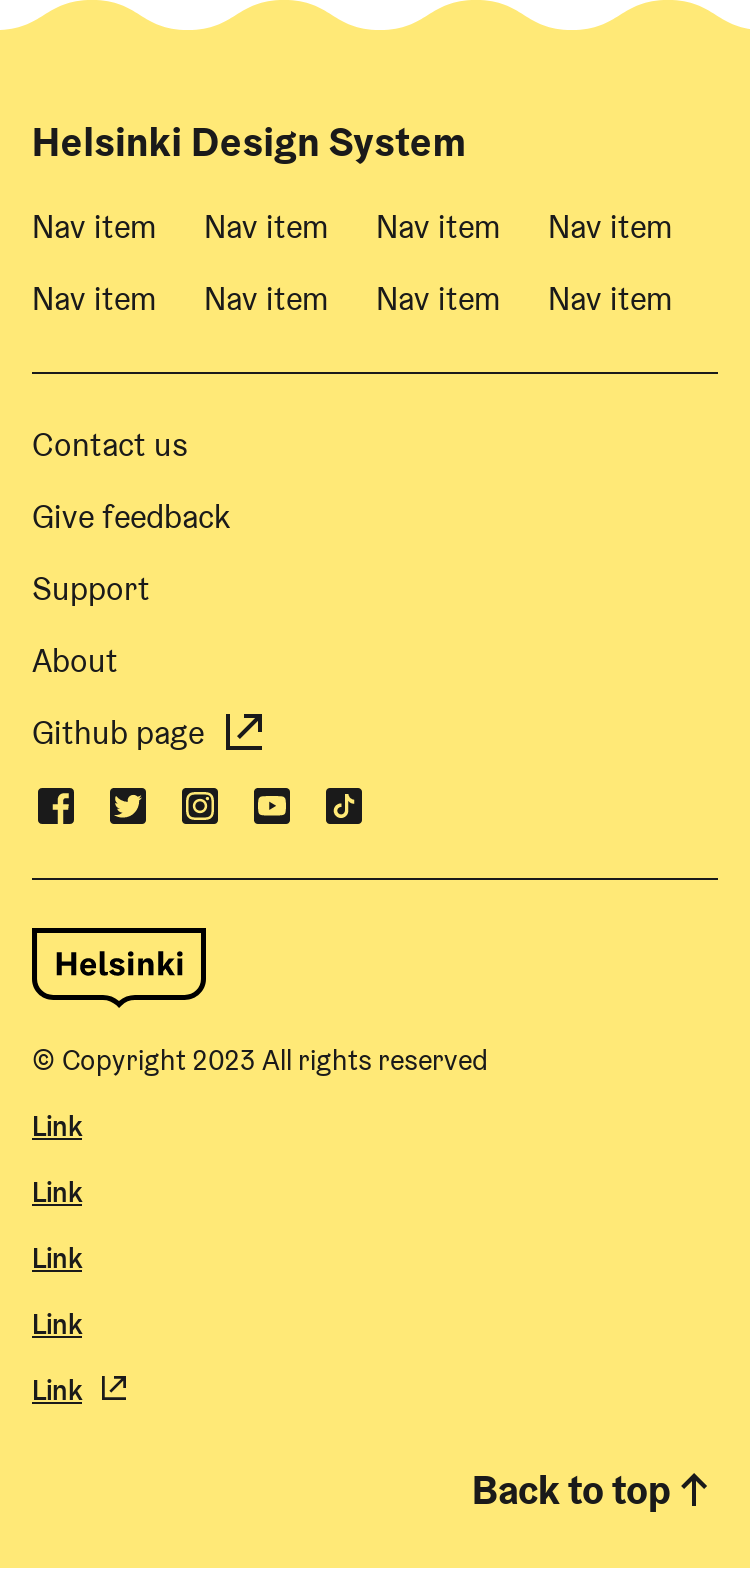 Helsinki Design System
Nav item Nav item Nav item Nav item
Nav item Nav item Nav item Nav item
Contact us
Give feedback
Support
About
Github page
Helsinki
© Copyright 2023 All rights reserved
Link
Link
Link
Link
Link
Back to top